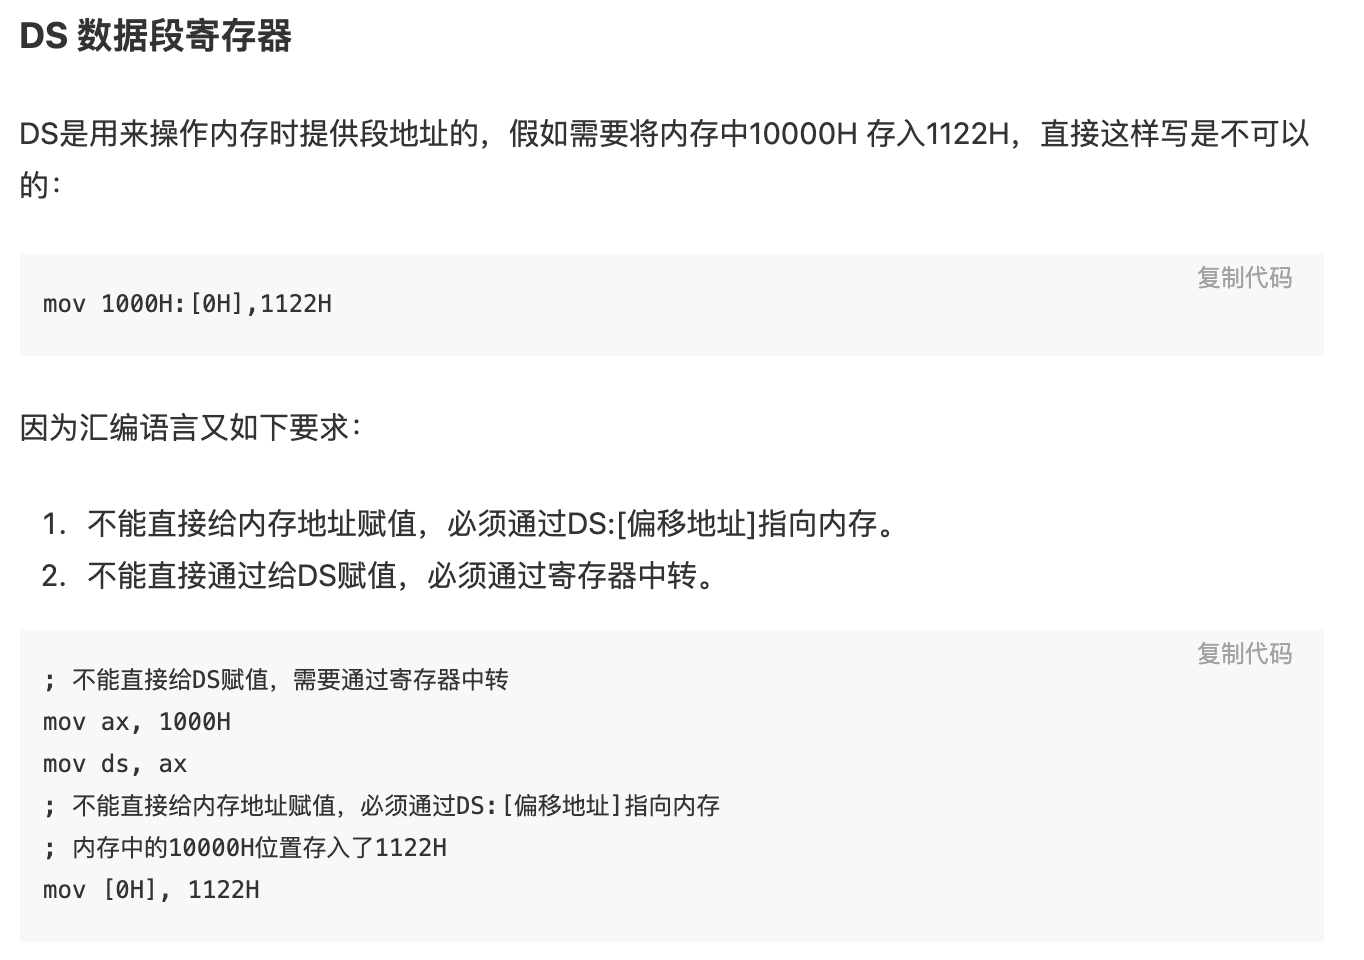 DS 数据段寄存器
DS是用来操作内存时提供段地址的，假如需要将内存中10000H 存入1122H，直接这样写是不可以
的：
复制代码
mov 1000H:[0H],1122H
因为汇编语言又如下要求：
1. 不能直接给内存地址赋值，必须通过DS:[偏移地址]指向内存。
2. 不能直接通过给DS赋值，必须通过寄存器中转。
复制代码
; 不能直接给DS赋值，需要通过寄存器中转
mov ax, 1000H
mov ds, ax
; 不能直接给内存地址赋值，必须通过DS:[偏移地址]指向内存
; 内存中的10000H位置存入了1122H
mov [0H], 1122H